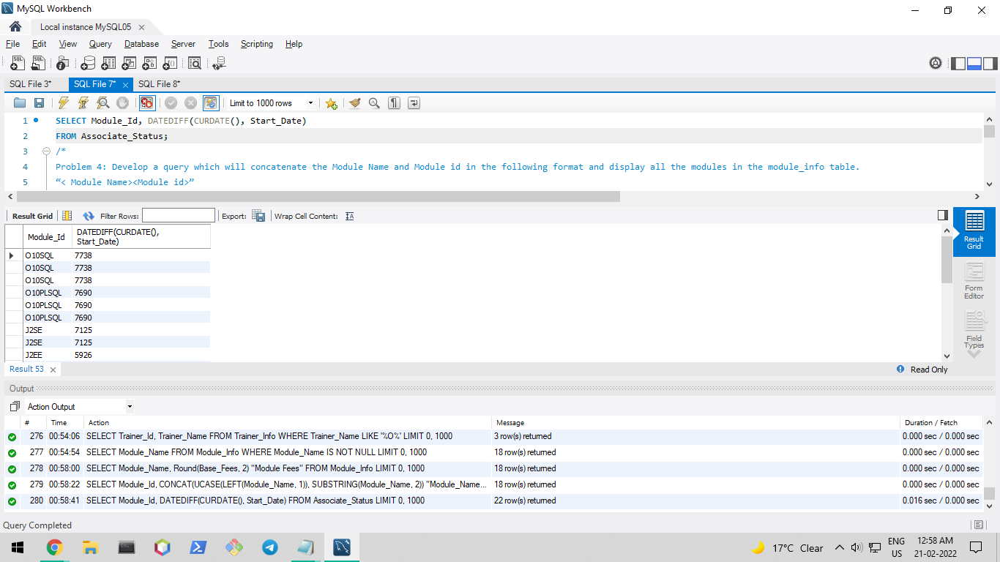 MySQL Workbench
Local instance MySQL05
File Edit View Query Database Server Tools Scripting Help
SQL File 3* SQL File 7* SQL File 8*
Limit to 1000 rows
1 SELECT Module_Id, DATEDIFF(CURDATE(), Start_Date)
2 FROM Associate_Status;
3 /*
4 Problem 4: Develop a query which will concatenate the Module Name and Module id in the following format and display all the modules in the module_info table.
5 “< Module Name><Module id>”
Result Grid Filter Rows: Export: Wrap Cell Content:
Module_Id DATEDIFF(CURDATE(),
Start_Date)
O10SQL 7738
O10SQL 7738
O10SQL 7738
O10PLSQL 7690
O10PLSQL 7690
O10PLSQL 7690
J2SE 7125
J2SE 7125
J2EE 5926
Result
Grid
Form
Editor
Field
Types
Result 53 Read Only
Output
Action Output
# Time Action Message Duration / Fetch
276 00:54:06 SELECT Trainer_Id, Trainer_Name FROM Trainer_Info WHERE Trainer_Name LIKE '%O%' LIMIT 0, 1000 3 row(s) returned 0.000 sec / 0.000 sec
277 00:54:54 SELECT Module_Name FROM Module_Info WHERE Module_Name IS NOT NULL LIMIT 0, 1000 18 row(s) returned 0.000 sec / 0.000 sec
278 00:58:00 SELECT Module_Name, Round(Base_Fees, 2) "Module Fees" FROM Module_Info LIMIT 0, 1000 18 row(s) returned 0.000 sec / 0.000 sec
279 00:58:22 SELECT Module_Id, CONCAT(UCASE(LEFT(Module_Name, 1)), SUBSTRING(Module_Name, 2)) "Module_Name... 18 row(s) returned 0.000 sec / 0.000 sec
280 00:58:41 SELECT Module_Id, DATEDIFF(CURDATE(), Start_Date) FROM Associate_Status LIMIT 0, 1000 22 row(s) returned 0.016 sec / 0.000 sec
Query Completed
17°C Clear ENG
US 12:58 AM
21-02-2022